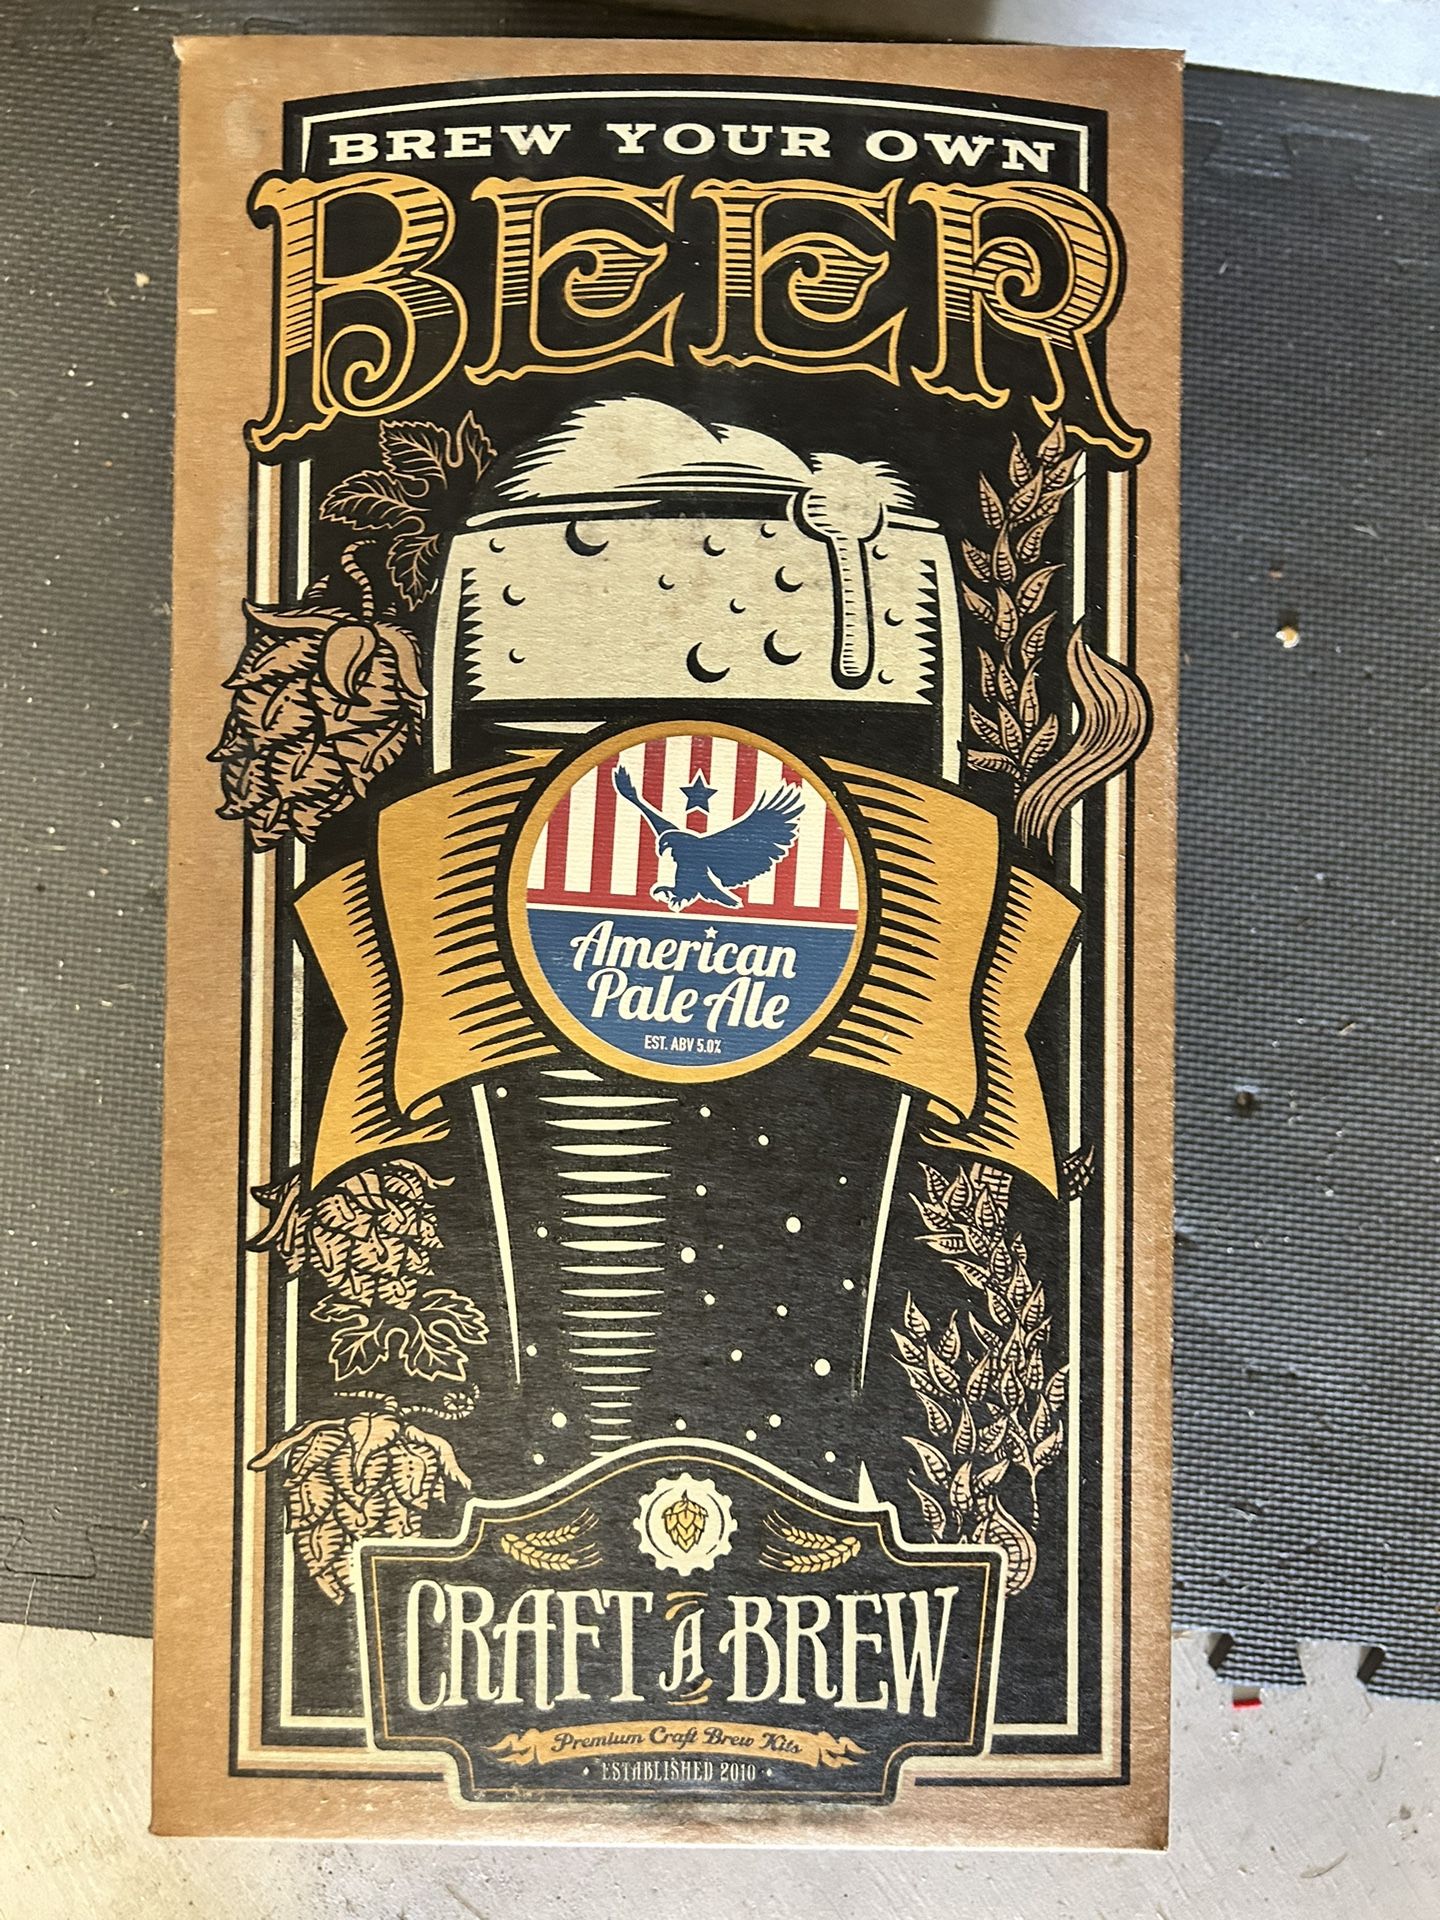 BREW YOUR OWN
BEER
American
Pale Ale
EST. ABV 5.0%
CRAFT A BREW
Premium Craft Brew Kits
• ESTABLISHED 2010 •